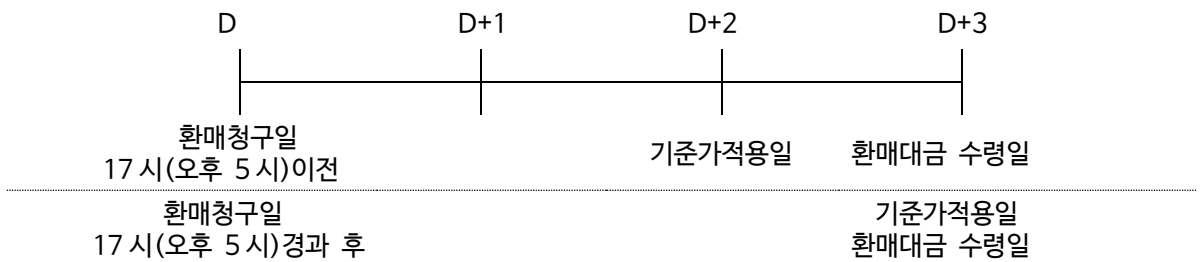 D D+1 D+2 D+3
환매청구일
17시(오후 5시)이전
기준가적용일 환매대금 수령일
환매청구일
17시(오후 5시)경과 후
기준가적용일
환매대금 수령일